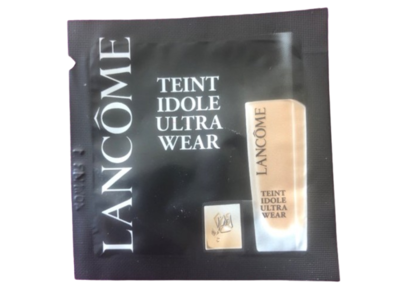 LANCÔME
TEINT
IDOLE
ULTRA
WEAR
LANCÔME
TEINT
IDOLE
ULTRA
WEAR